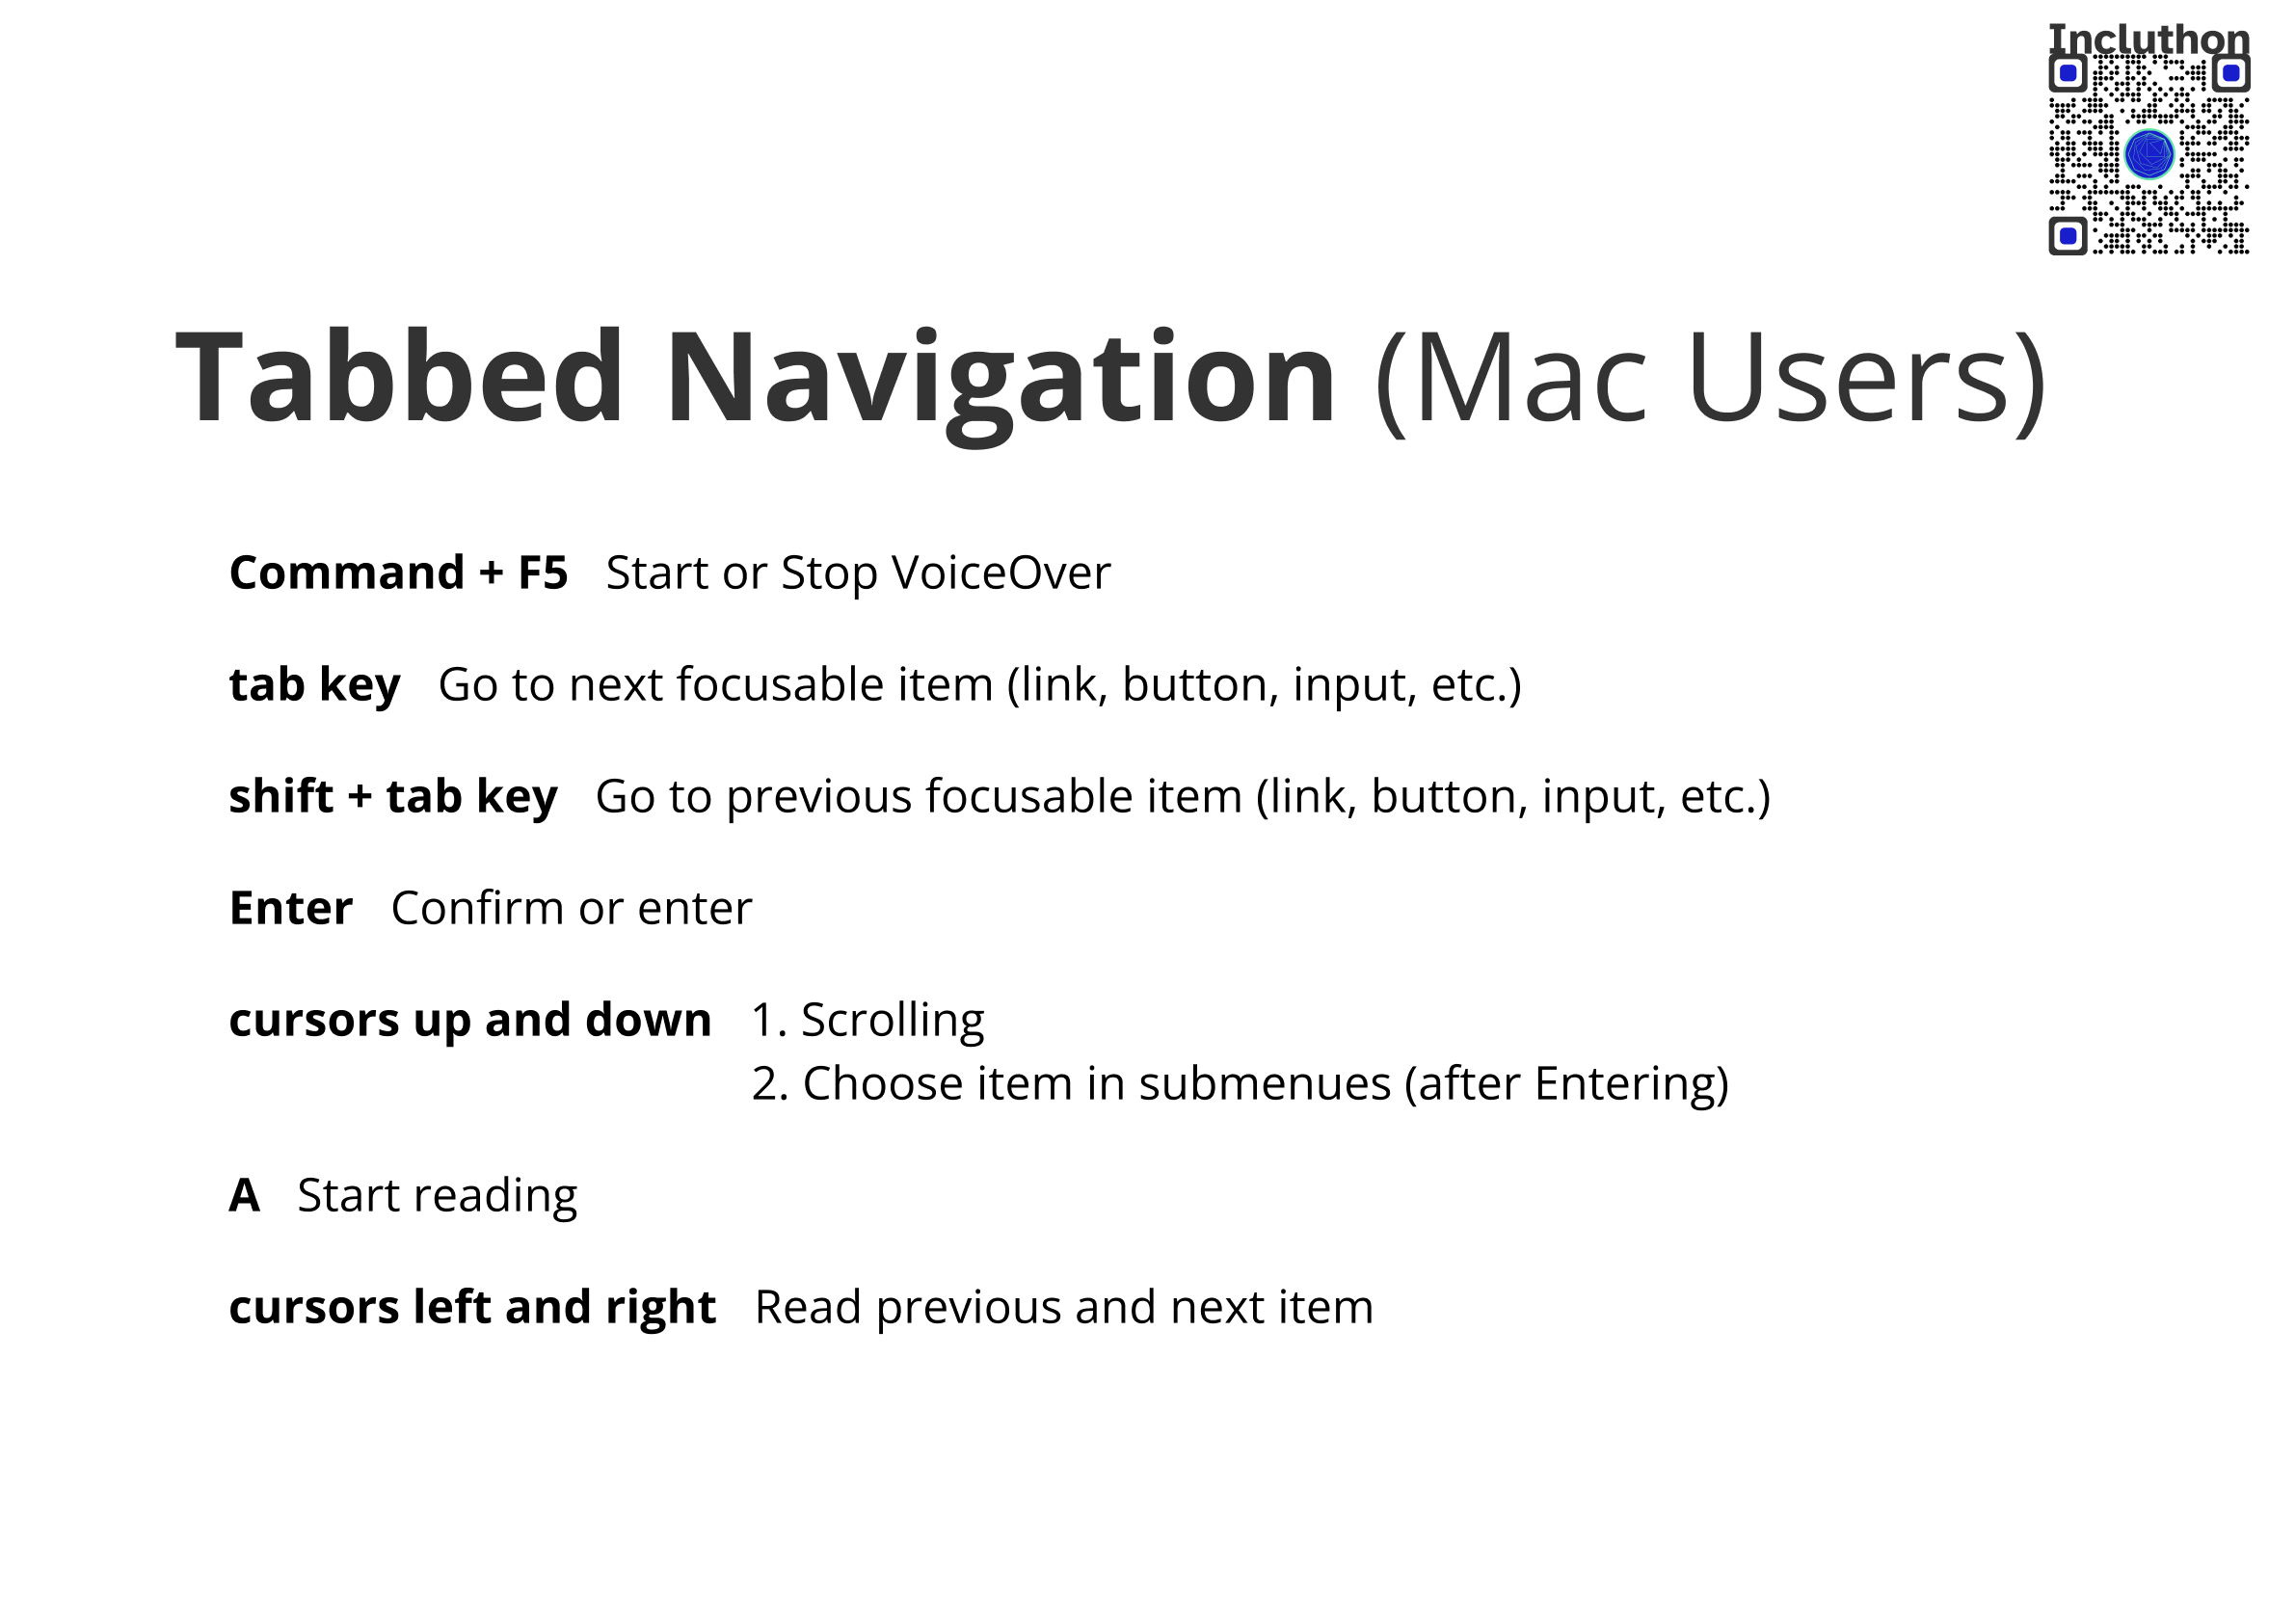 Incluthon
Tabbed Navigation (Mac Users)
Command + F5 Start or Stop VoiceOver
tab key Go to next focusable item (link, button, input, etc.)
shift + tab key Go to previous focusable item (link, button, input, etc.)
Enter Confirm or enter
cursors up and down 1. Scrolling
2. Choose item in submenues (after Entering)
A Start reading
cursors left and right Read previous and next item